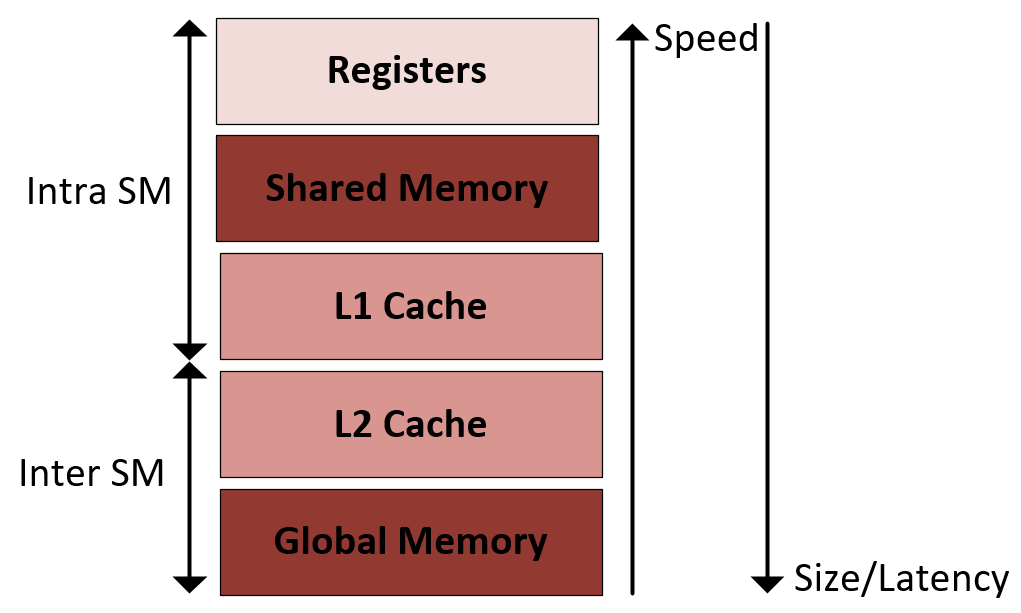 Registers
Speed
Intra SM
Shared Memory
L1 Cache
L2 Cache
Inter SM
Global Memory
Size/Latency